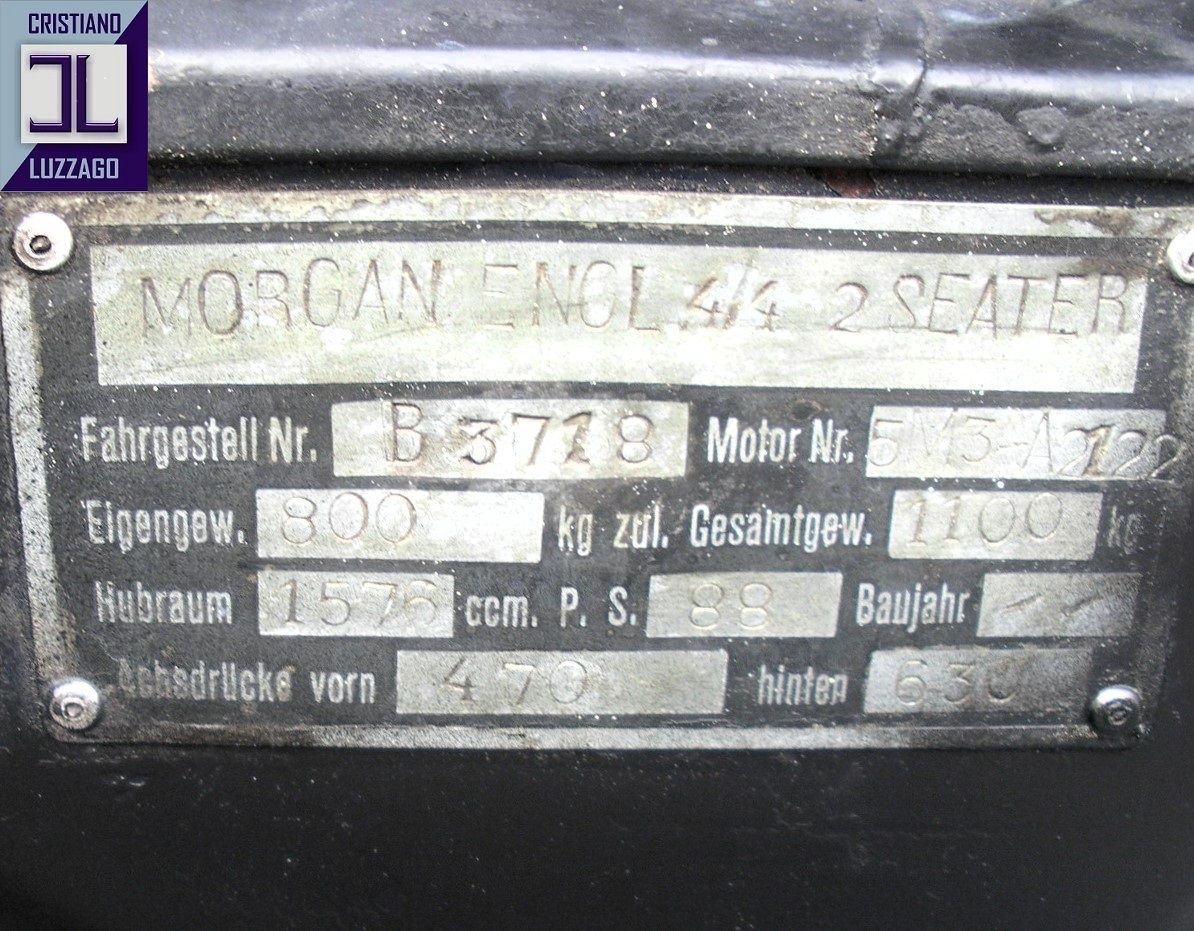 CRISTIANO
LUZZAGO
MORGAN ENGL. 4/4 2 SEATER
Fahrgestell Nr. B 3718 Motor Nr.
Eigengew. 800 kg zul. Gesamtgew. 1100 kg
Hubraum 1576 ccm. P. S. 88 Baujahr --
Achsdrücke vorn 470 hinten 630